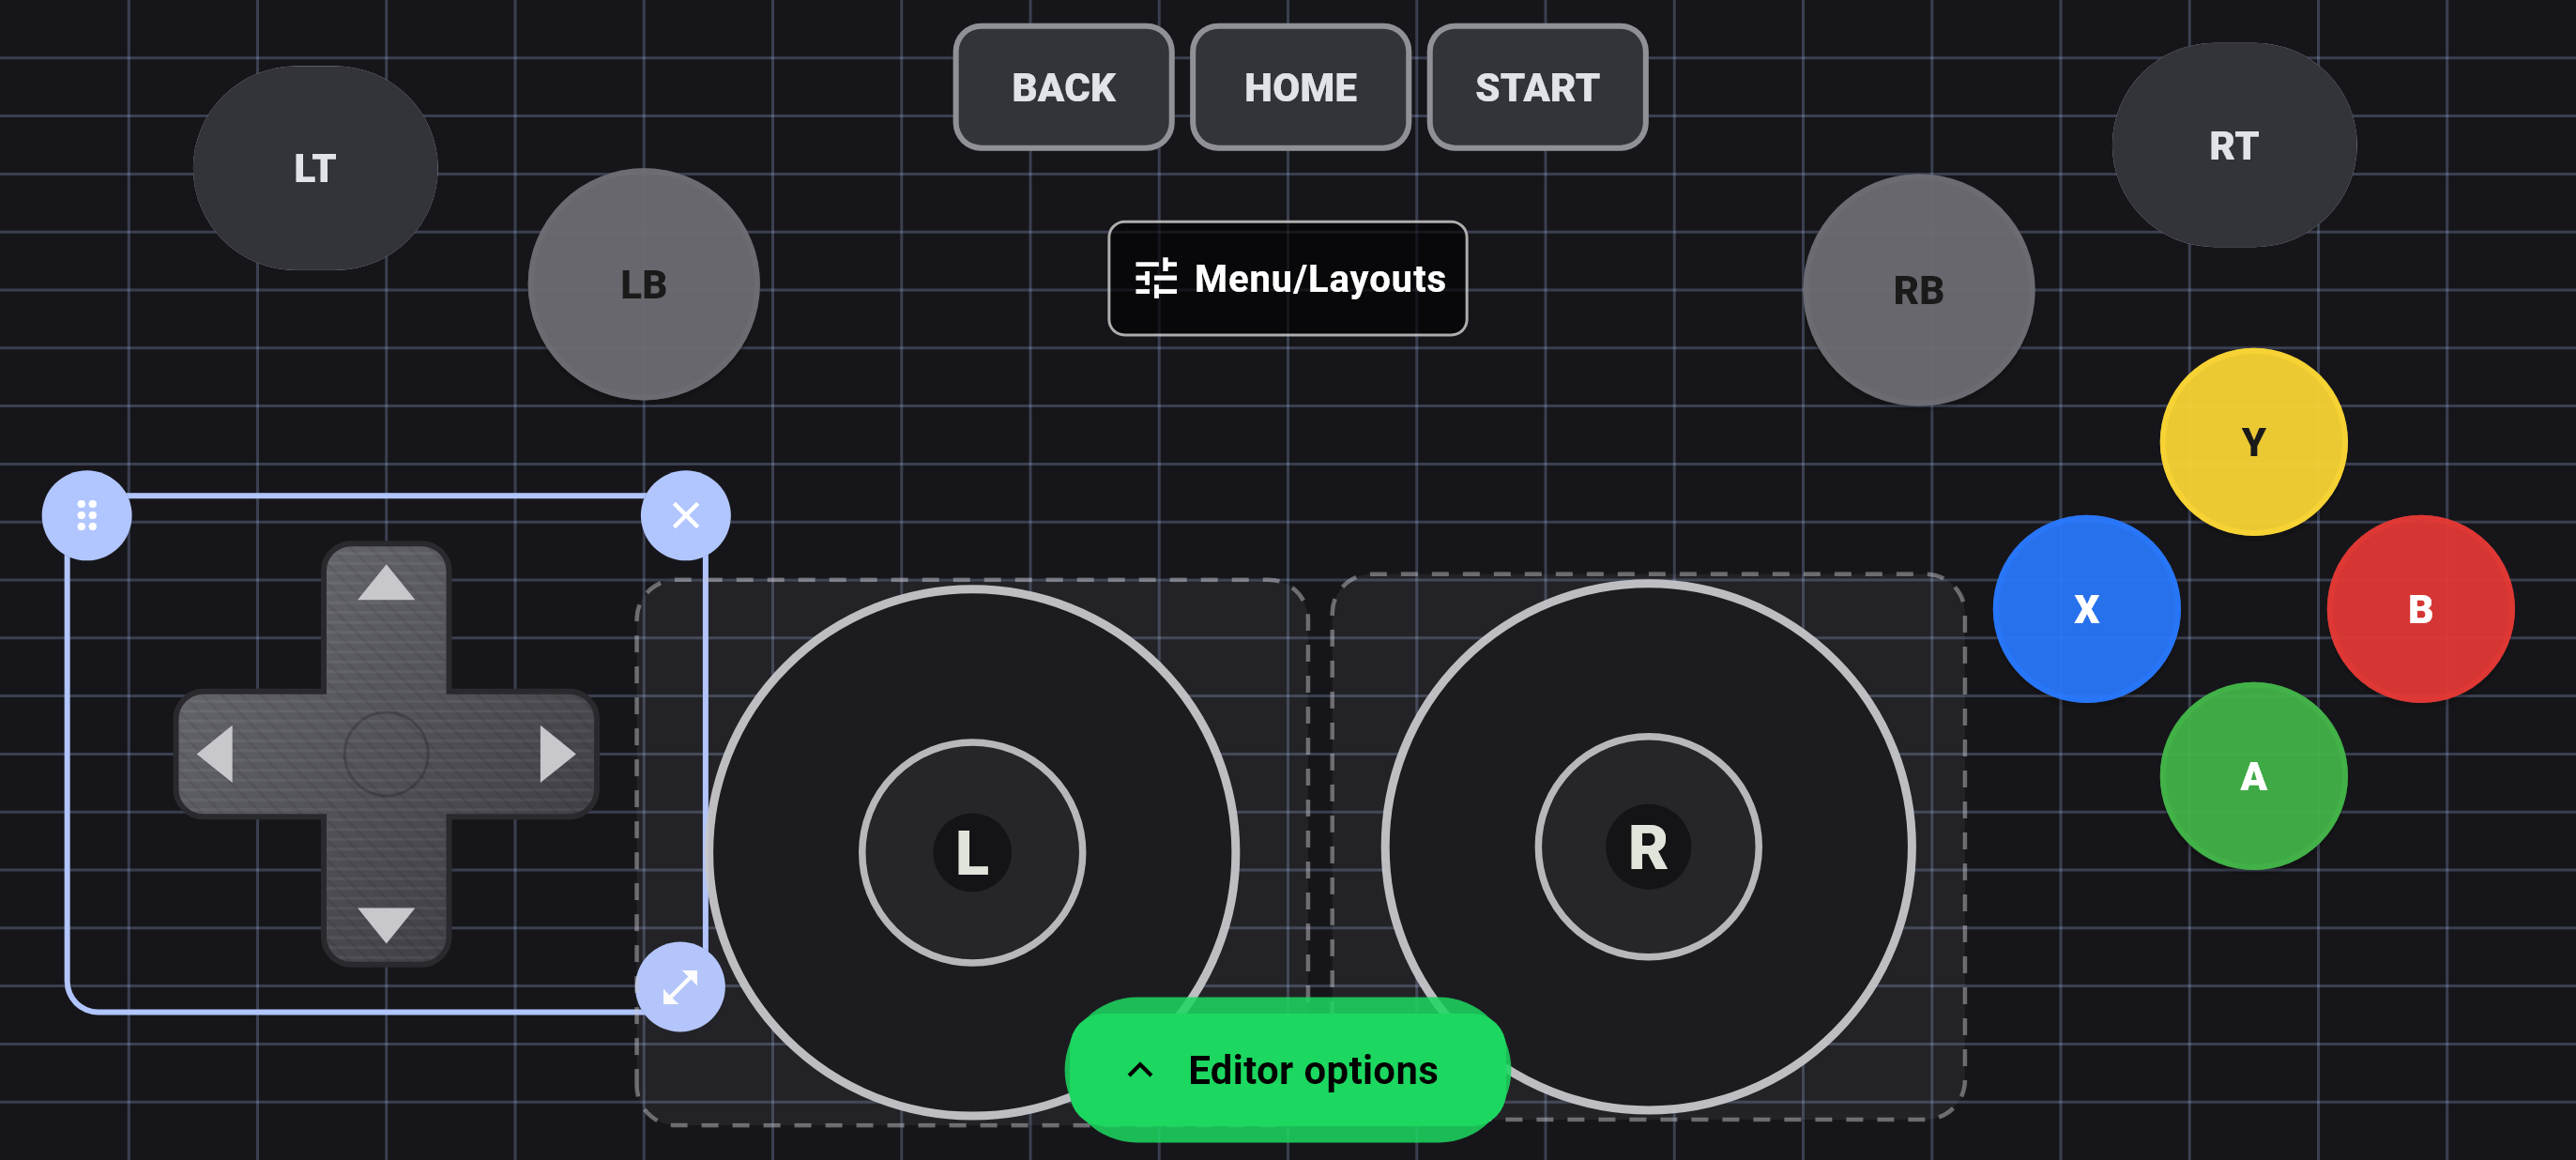 BACK
HOME
START
LT
RT
LB
Menu/Layouts
RB
Y
X
B
A
L
R
Editor options